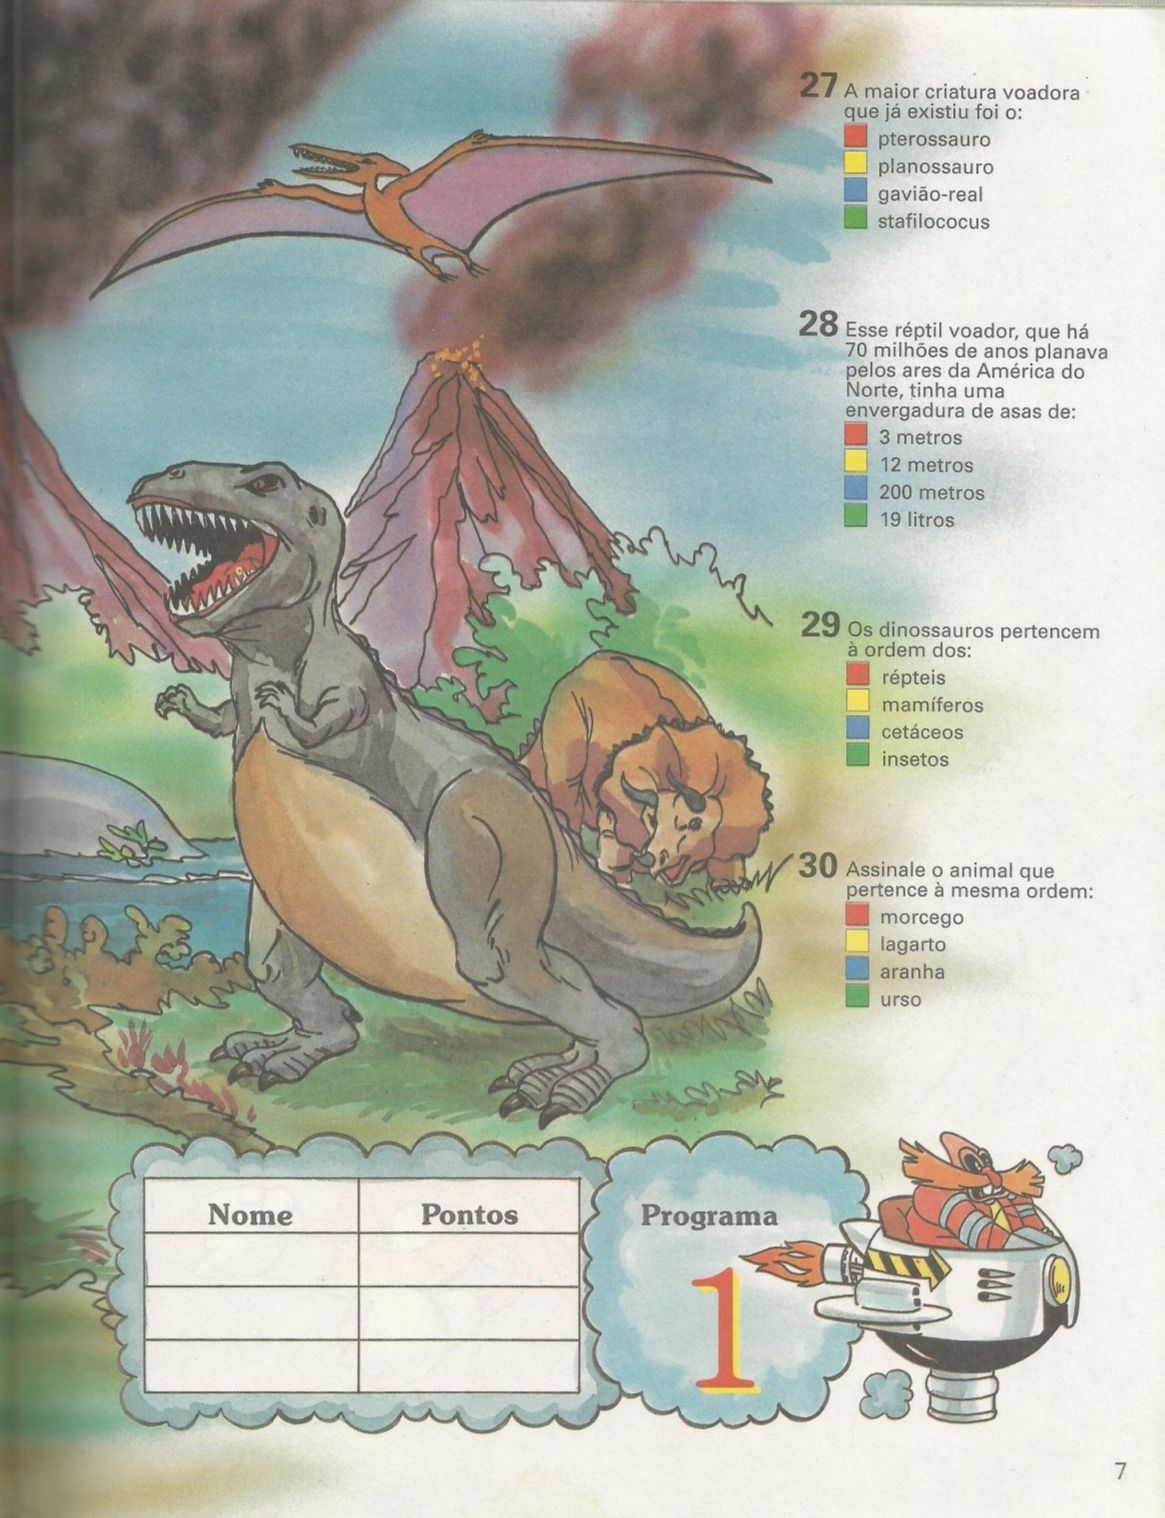 27 A maior criatura voadora
que já existiu foi o:
pterossauro
planossauro
gavião-real
stafilococus
28 Esse réptil voador, que há
70 milhões de anos planava
pelos ares da América do
Norte, tinha uma
envergadura de asas de:
3 metros
12 metros
200 metros
19 litros
29 Os dinossauros pertencem
à ordem dos:
répteis
mamíferos
cetáceos
insetos
30 Assinale o animal que
pertence à mesma ordem:
morcego
lagarto
aranha
urso
Nome Pontos
Programa
1
7